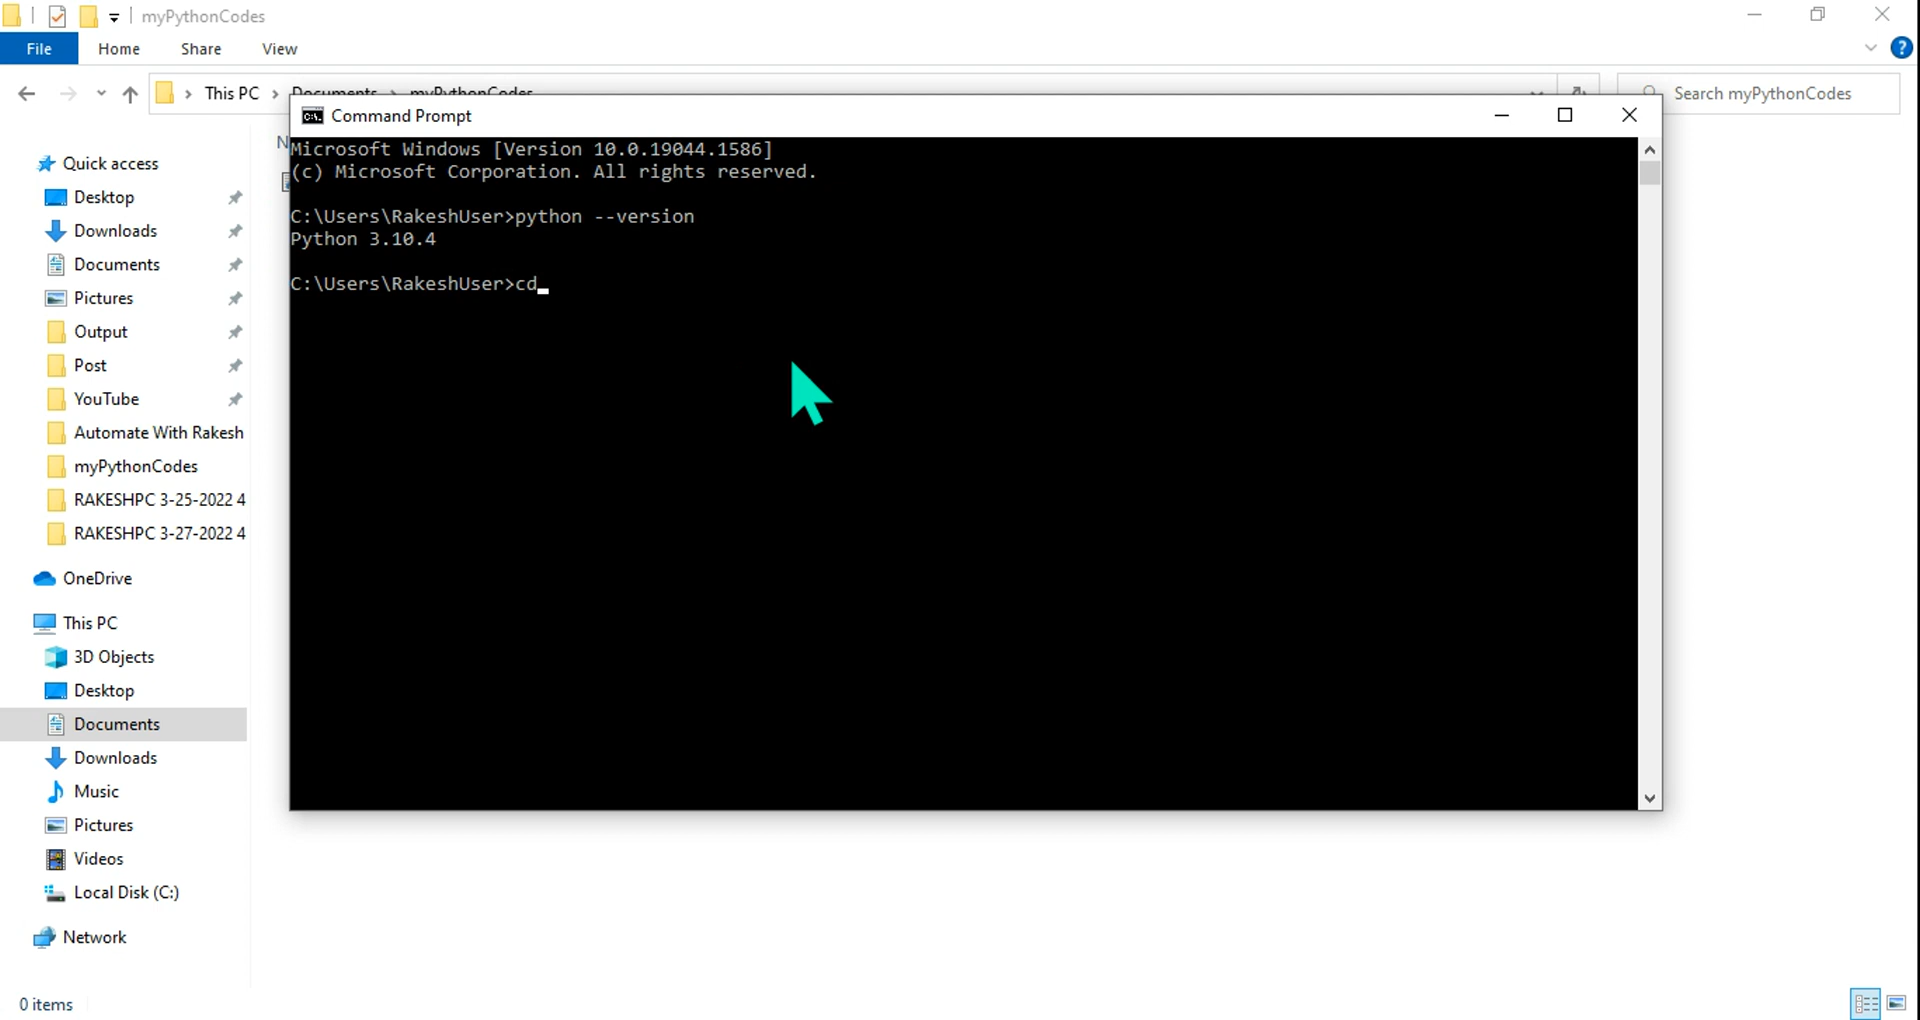 myPythonCodes
File Home Share View
This PC Documents myPythonCodes
Search myPythonCodes
Command Prompt
Microsoft Windows [Version 10.0.19044.1586]
(c) Microsoft Corporation. All rights reserved.
C:\Users\RakeshUser>python --version
Python 3.10.4
C:\Users\RakeshUser>cd
Quick access
Desktop
Downloads
Documents
Pictures
Output
Post
YouTube
Automate With Rakesh
myPythonCodes
RAKESHPC 3-25-2022 4
RAKESHPC 3-27-2022 4
OneDrive
This PC
3D Objects
Desktop
Documents
Downloads
Music
Pictures
Videos
Local Disk (C:)
Network
0 items